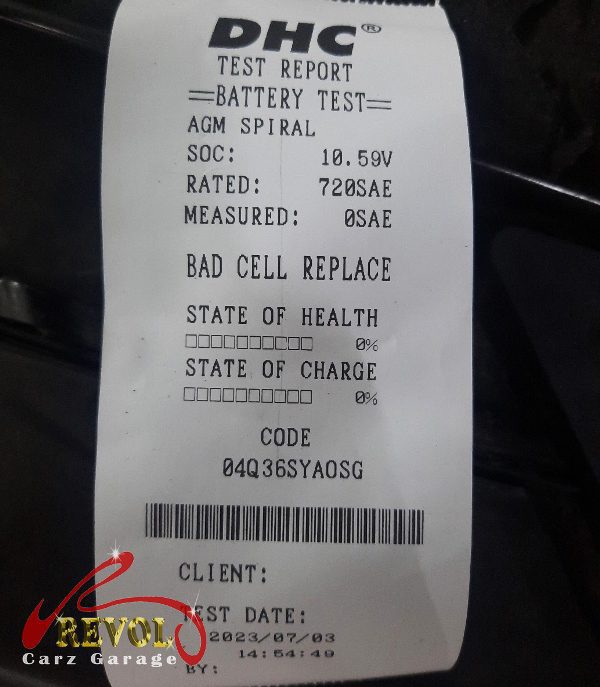 DHC®
TEST REPORT
=BATTERY TEST=
AGM SPIRAL
SOC: 10.59V
RATED: 720SAE
MEASURED: 0SAE
BAD CELL REPLACE
STATE OF HEALTH
0%
STATE OF CHARGE
0%
CODE
04Q36SYAOSG
CLIENT:
TEST DATE:
2023/07/03
14:54:49
BY:
REVOL
Carz Garage